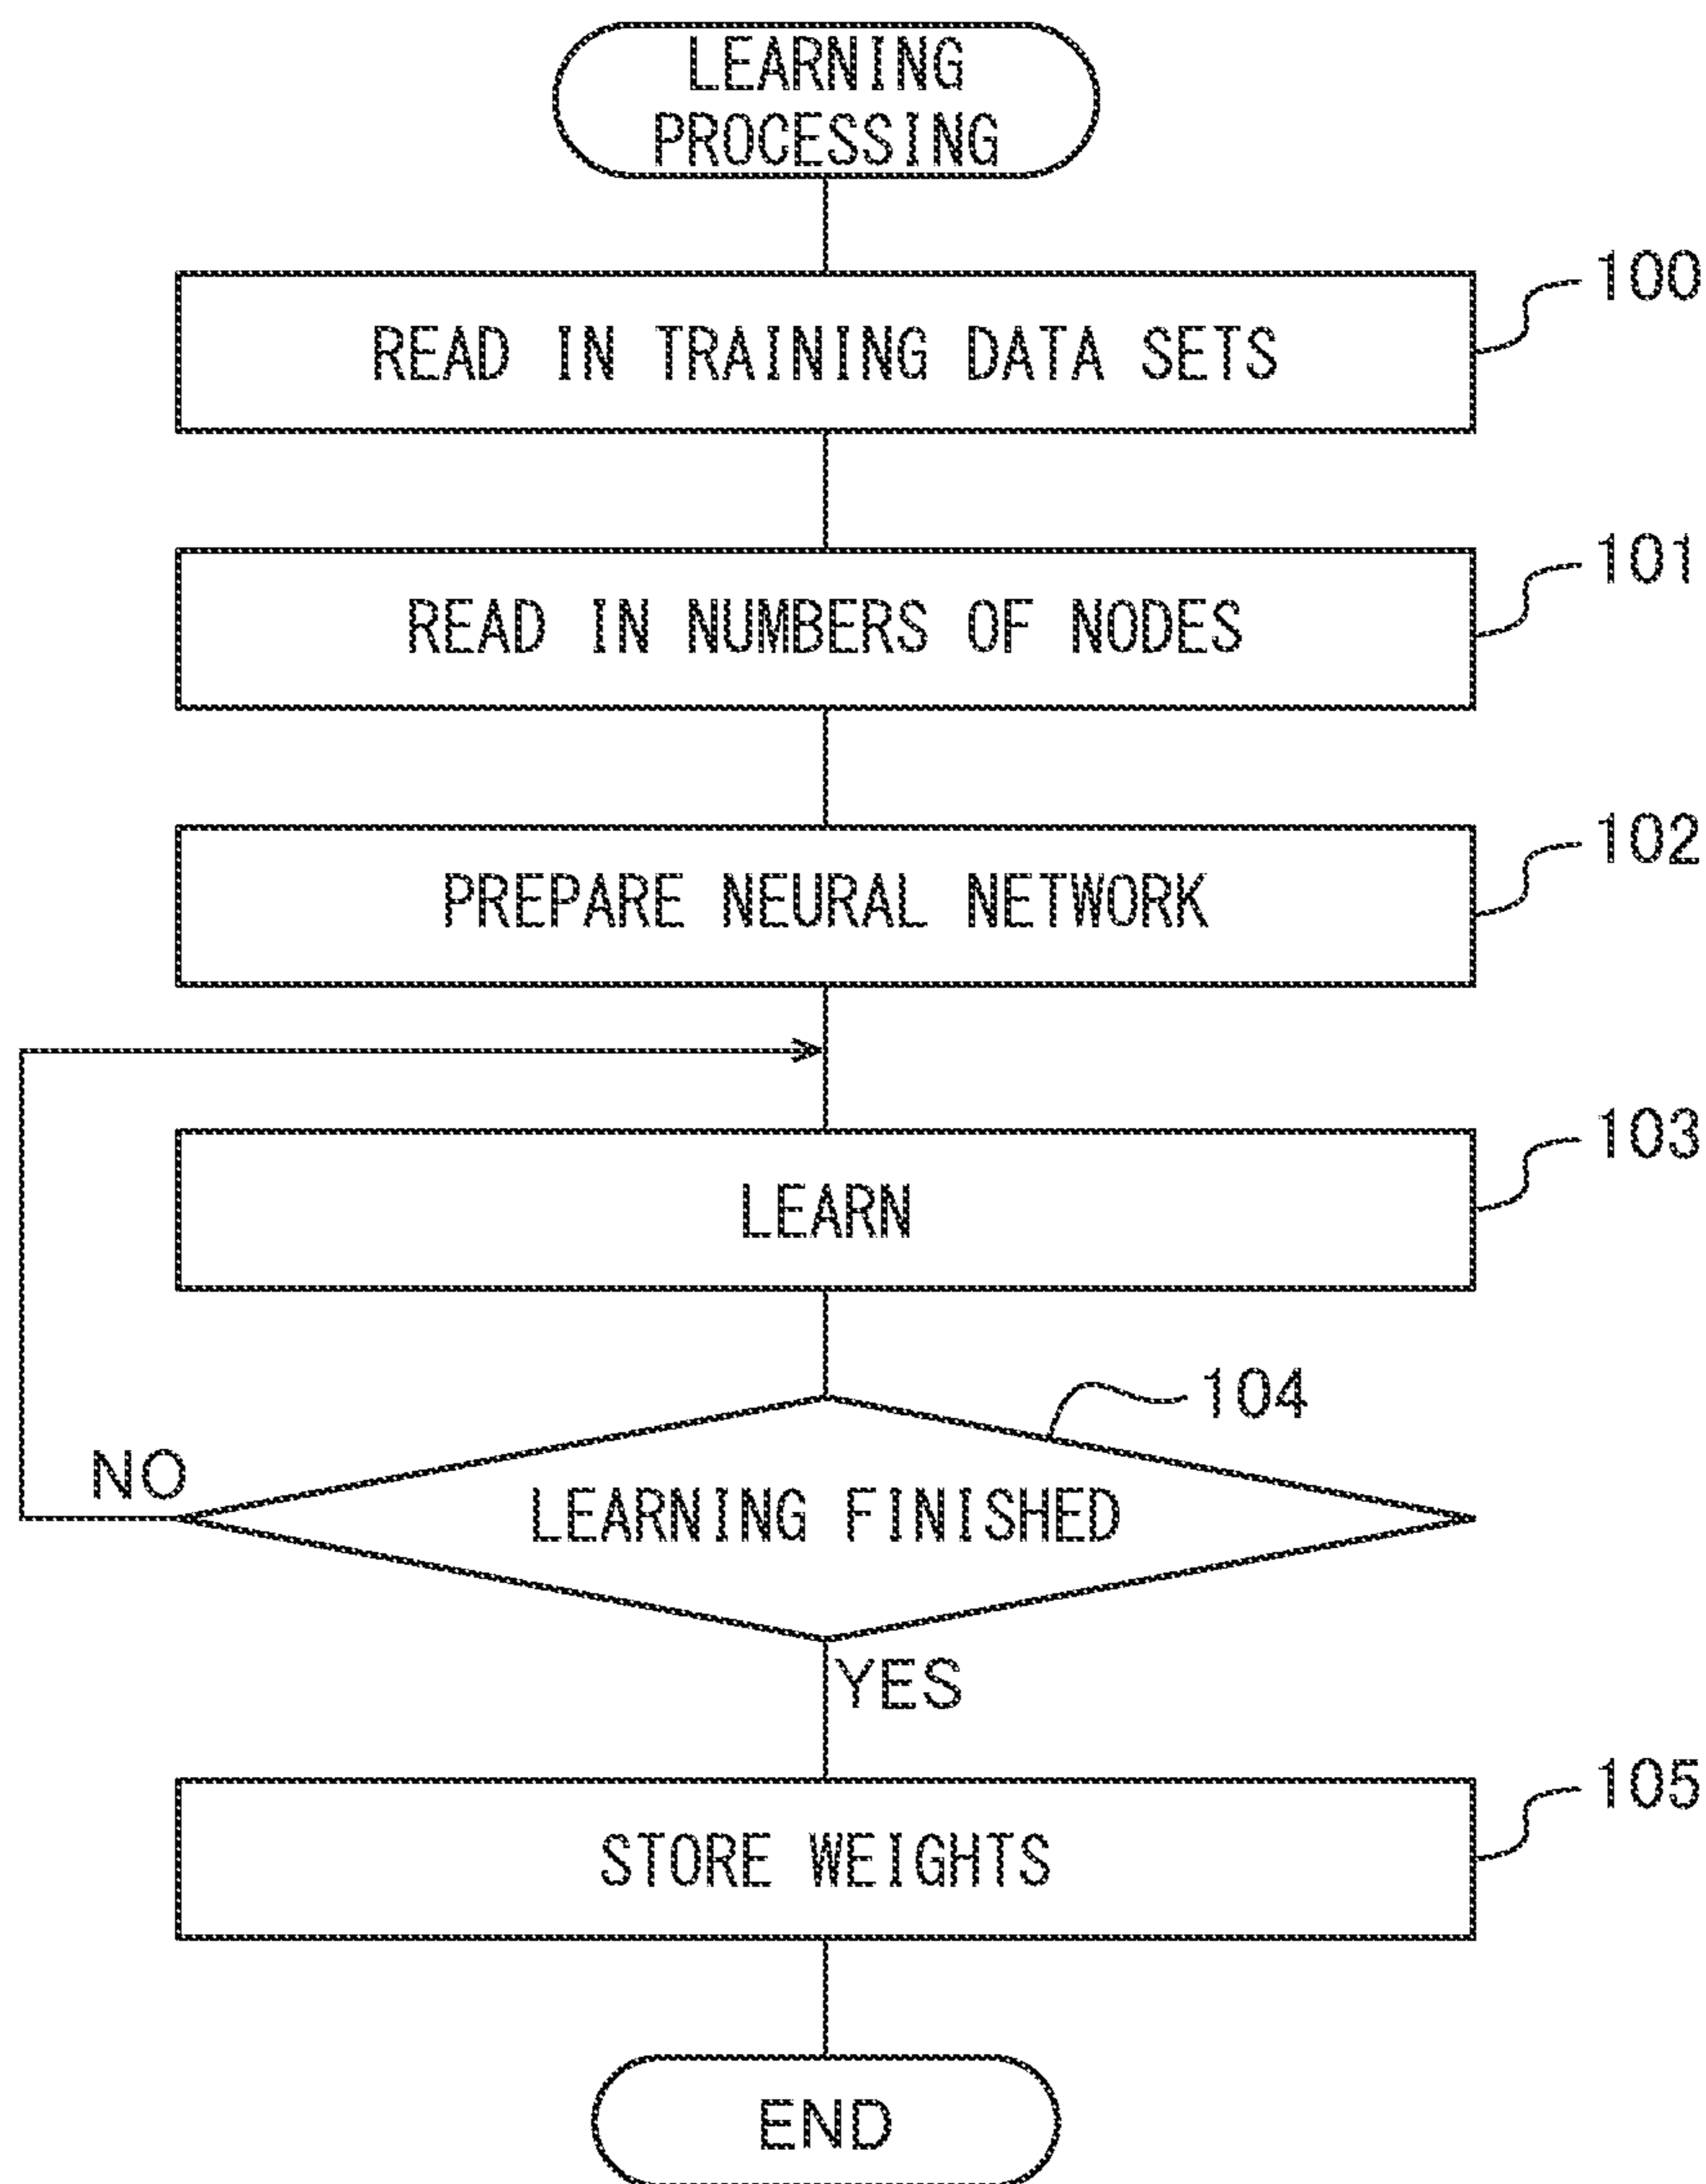 LEARNING
PROCESSING
100
READ IN TRAINING DATA SETS
101
READ IN NUMBERS OF NODES
102
PREPARE NEURAL NETWORK
103
LEARN
104
NO
LEARNING FINISHED
YES
105
STORE WEIGHTS
END